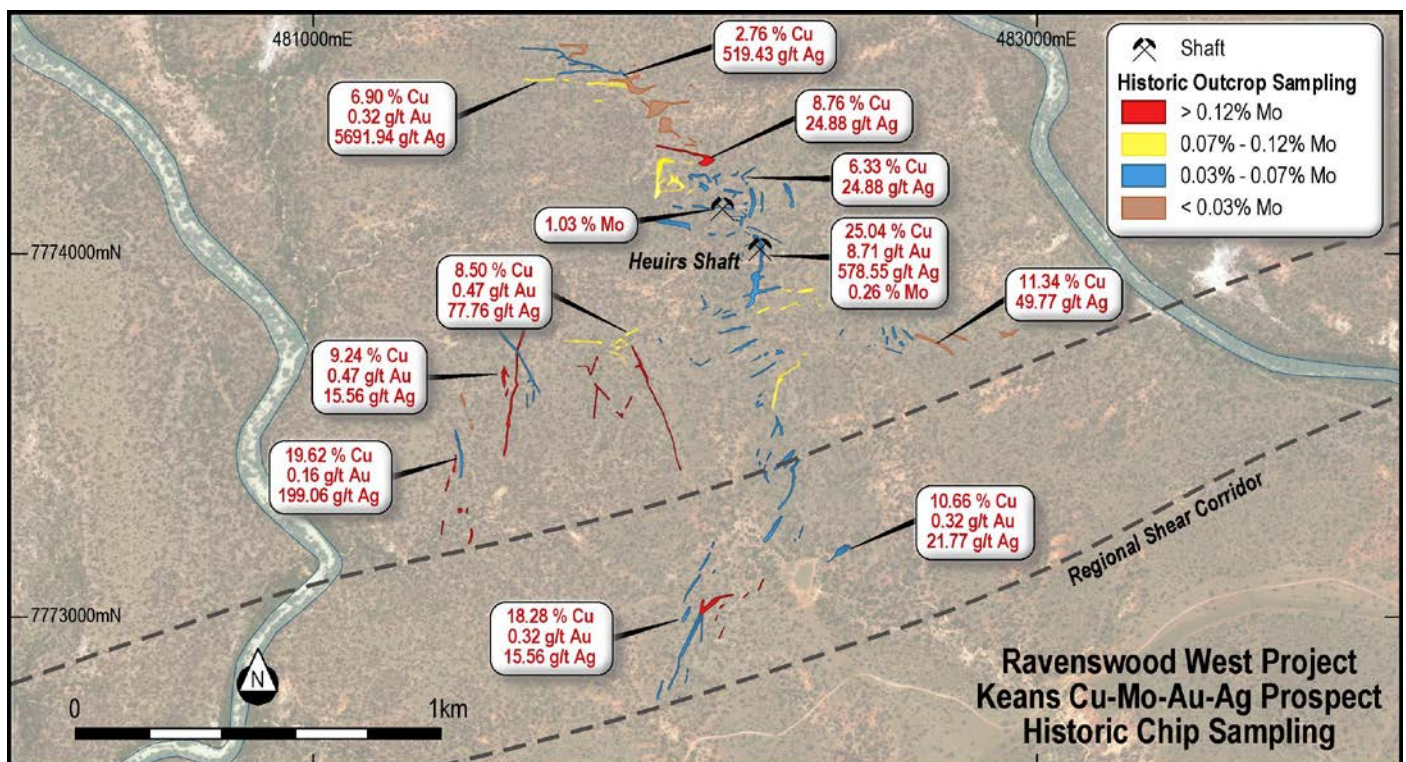 481000mE
483000mE
2.76 % Cu
519.43 g/t Ag
6.90 % Cu
0.32 g/t Au
5691.94 g/t Ag
8.76 % Cu
24.88 g/t Ag
6.33 % Cu
24.88 g/t Ag
1.03 % Mo
7774000mN
Heuirs Shaft
25.04 % Cu
8.71 g/t Au
578.55 g/t Ag
0.26 % Mo
8.50 % Cu
0.47 g/t Au
77.76 g/t Ag
11.34 % Cu
49.77 g/t Ag
9.24 % Cu
0.47 g/t Au
15.56 g/t Ag
19.62 % Cu
0.16 g/t Au
199.06 g/t Ag
10.66 % Cu
0.32 g/t Au
21.77 g/t Ag
Regional Shear Corridor
7773000mN
18.28 % Cu
0.32 g/t Au
15.56 g/t Ag
Shaft
Historic Outcrop Sampling
> 0.12% Mo
0.07% - 0.12% Mo
0.03% - 0.07% Mo
< 0.03% Mo
N
0
1km
Ravenswood West Project
Keans Cu-Mo-Au-Ag Prospect
Historic Chip Sampling